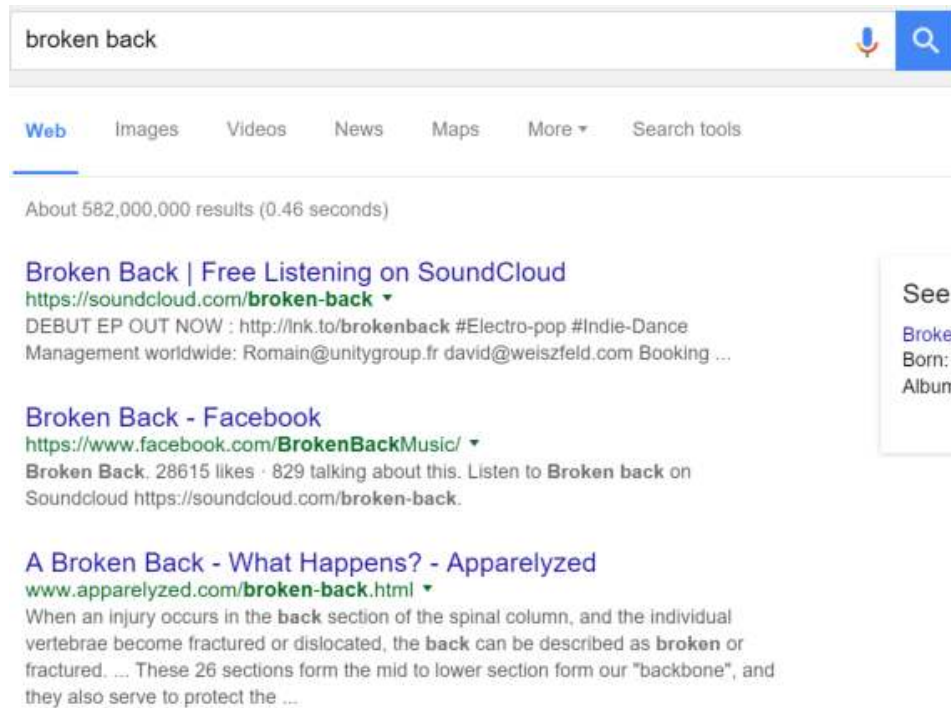 broken back
Web Images Videos News Maps More Search tools
About 582,000,000 results (0.46 seconds)
Broken Back | Free Listening on SoundCloud
https://soundcloud.com/broken-back
DEBUT EP OUT NOW : http://lnk.to/brokenback #Electro-pop #Indie-Dance
Management worldwide: Romain@unitygroup.fr david@weiszfeld.com Booking ...
Broken Back - Facebook
https://www.facebook.com/BrokenBackMusic/
Broken Back. 28615 likes · 829 talking about this. Listen to Broken back on
Soundcloud https://soundcloud.com/broken-back.
A Broken Back - What Happens? - Apparelyzed
www.apparelyzed.com/broken-back.html
When an injury occurs in the back section of the spinal column, and the individual
vertebrae become fractured or dislocated, the back can be described as broken or
fractured. ... These 26 sections form the mid to lower section form our "backbone", and
they also serve to protect the ...
See
Broke
Born:
Album